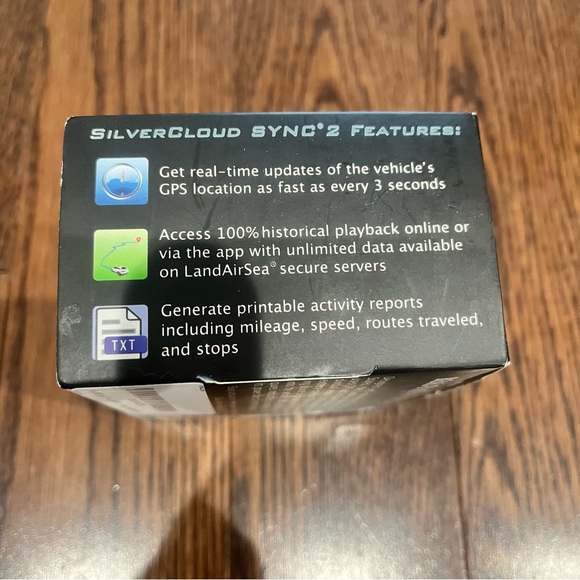 SILVERCLOUD SYNC® 2 FEATURES:
Get real-time updates of the vehicle's
GPS location as fast as every 3 seconds
Access 100% historical playback online or
via the app with unlimited data available
on LandAirSea® secure servers
Generate printable activity reports
including mileage, speed, routes traveled,
and stops
TXT